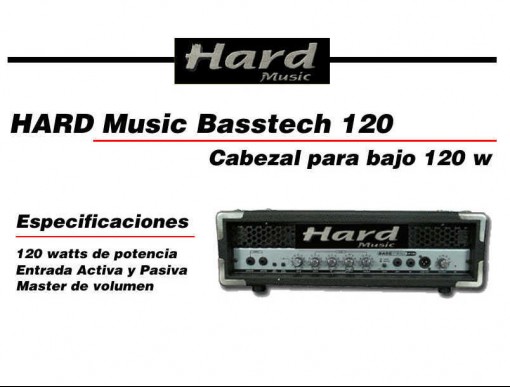 Hard
Music
HARD Music Basstech 120
Cabezal para bajo 120 w
Especificaciones
120 watts de potencia
Entrada Activa y Pasiva
Master de volumen
Hard
Music